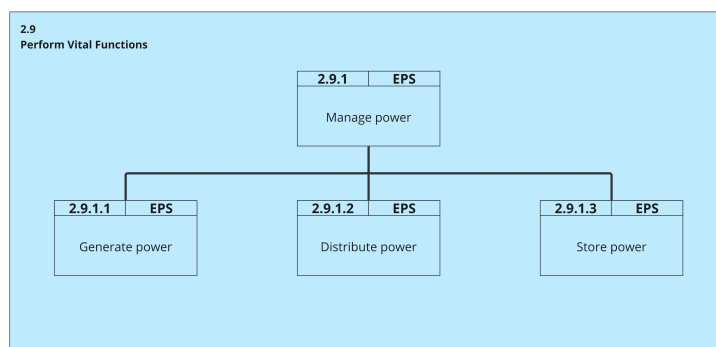 2.9
Perform Vital Functions
2.9.1 EPS
Manage power
2.9.1.1 EPS
Generate power
2.9.1.2 EPS
Distribute power
2.9.1.3 EPS
Store power